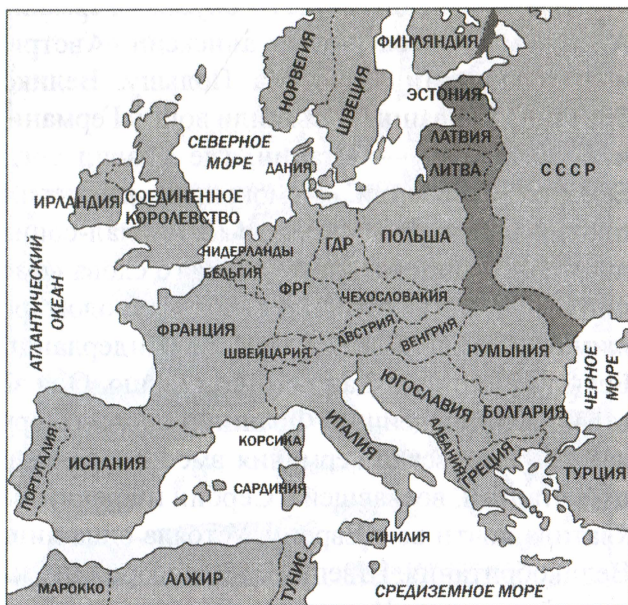 НОРВЕГИЯ
ШВЕЦИЯ
ФИНЛЯНДИЯ
ЭСТОНИЯ
ЛАТВИЯ
ЛИТВА
СССР
СЕВЕРНОЕ
МОРЕ
ДАНИЯ
ИРЛАНДИЯ
СОЕДИНЕННОЕ
КОРОЛЕВСТВО
АТЛАНТИЧЕСКИЙ
ОКЕАН
НИДЕРЛАНДЫ
БЕЛЬГИЯ
ГДР
ПОЛЬША
ФРГ
ЧЕХОСЛОВАКИЯ
ФРАНЦИЯ
ШВЕЙЦАРИЯ
АВСТРИЯ
ВЕНГРИЯ
РУМЫНИЯ
ЧЕРНОЕ
МОРЕ
ЮГОСЛАВИЯ
БОЛГАРИЯ
ИТАЛИЯ
АЛБАНИЯ
ГРЕЦИЯ
ТУРЦИЯ
ПОРТУГАЛИЯ
ИСПАНИЯ
КОРСИКА
САРДИНИЯ
СИЦИЛИЯ
МАРОККО
АЛЖИР
ТУНИС
СРЕДИЗЕМНОЕ МОРЕ